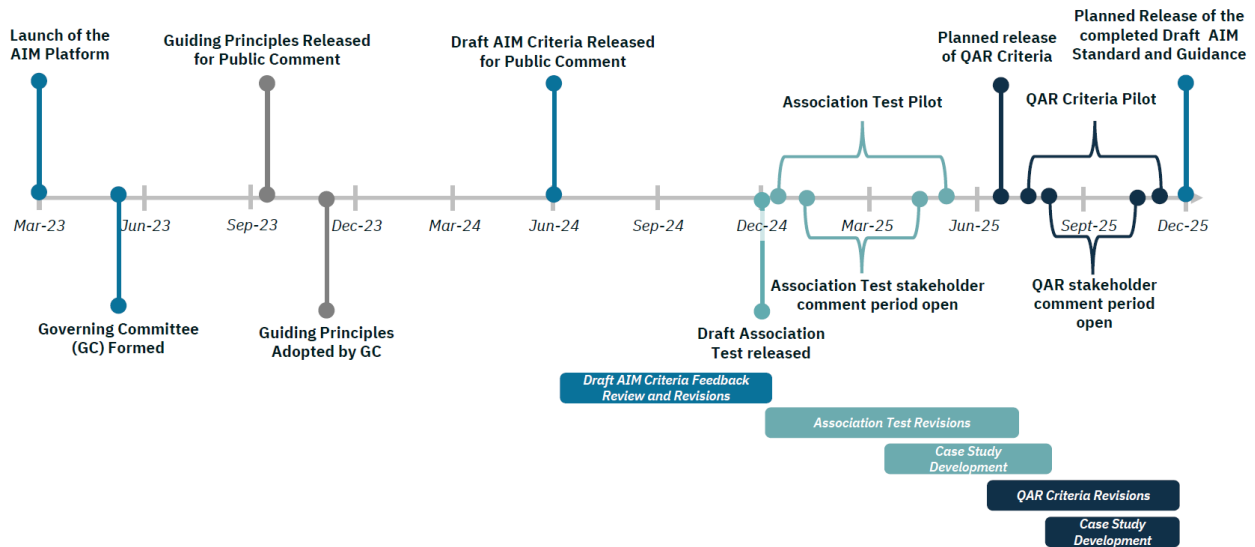 Launch of the
AIM Platform
Guiding Principles Released
for Public Comment
Draft AIM Criteria Released
for Public Comment
Planned release
of QAR Criteria
Planned Release of the
completed Draft AIM
Standard and Guidance
Association Test Pilot
QAR Criteria Pilot
Mar-23
Jun-23
Sep-23
Dec-23
Mar-24
Jun-24
Sep-24
Dec-24
Mar-25
Jun-25
Sept-25
Dec-25
Governing Committee
(GC) Formed
Guiding Principles
Adopted by GC
Draft Association
Test released
Association Test stakeholder
comment period open
QAR stakeholder
comment period
open
Draft AIM Criteria Feedback
Review and Revisions
Association Test Revisions
Case Study
Development
QAR Criteria Revisions
Case Study
Development